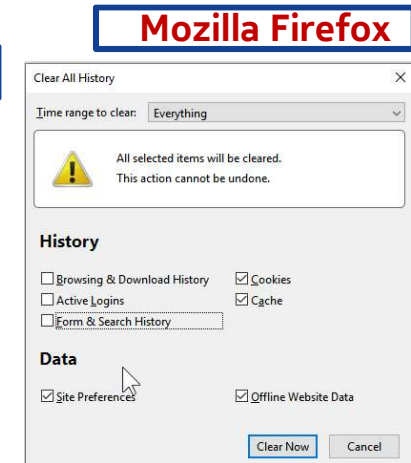 Mozilla Firefox
Clear All History
Time range to clear: Everything
All selected items will be cleared.
This action cannot be undone.
History
Browsing & Download History Cookies
Active Logins Cache
Form & Search History
Data
Site Preferences Offline Website Data
Clear Now Cancel